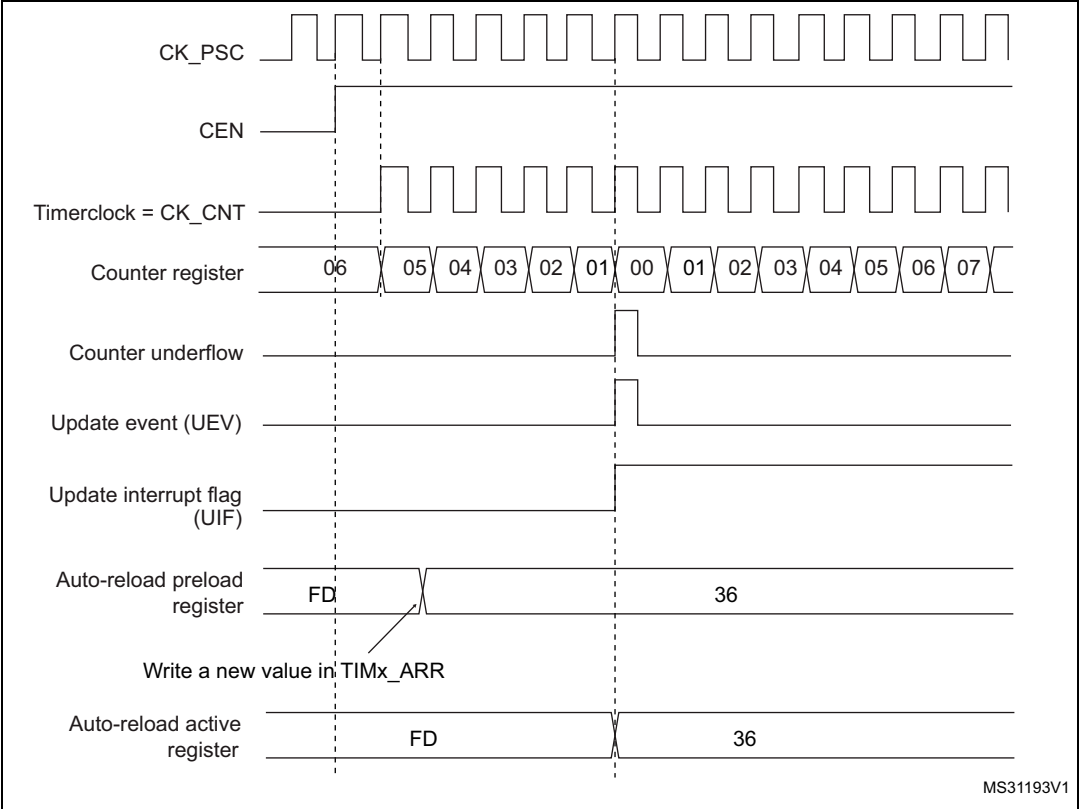 CK_PSC
CEN
Timerclock = CK_CNT
Counter register 06 05 04 03 02 01 00 01 02 03 04 05 06 07
Counter underflow
Update event (UEV)
Update interrupt flag
(UIF)
Auto-reload preload
register
FD 36
Write a new value in TIMx_ARR
Auto-reload active
register
FD 36
MS31193V1